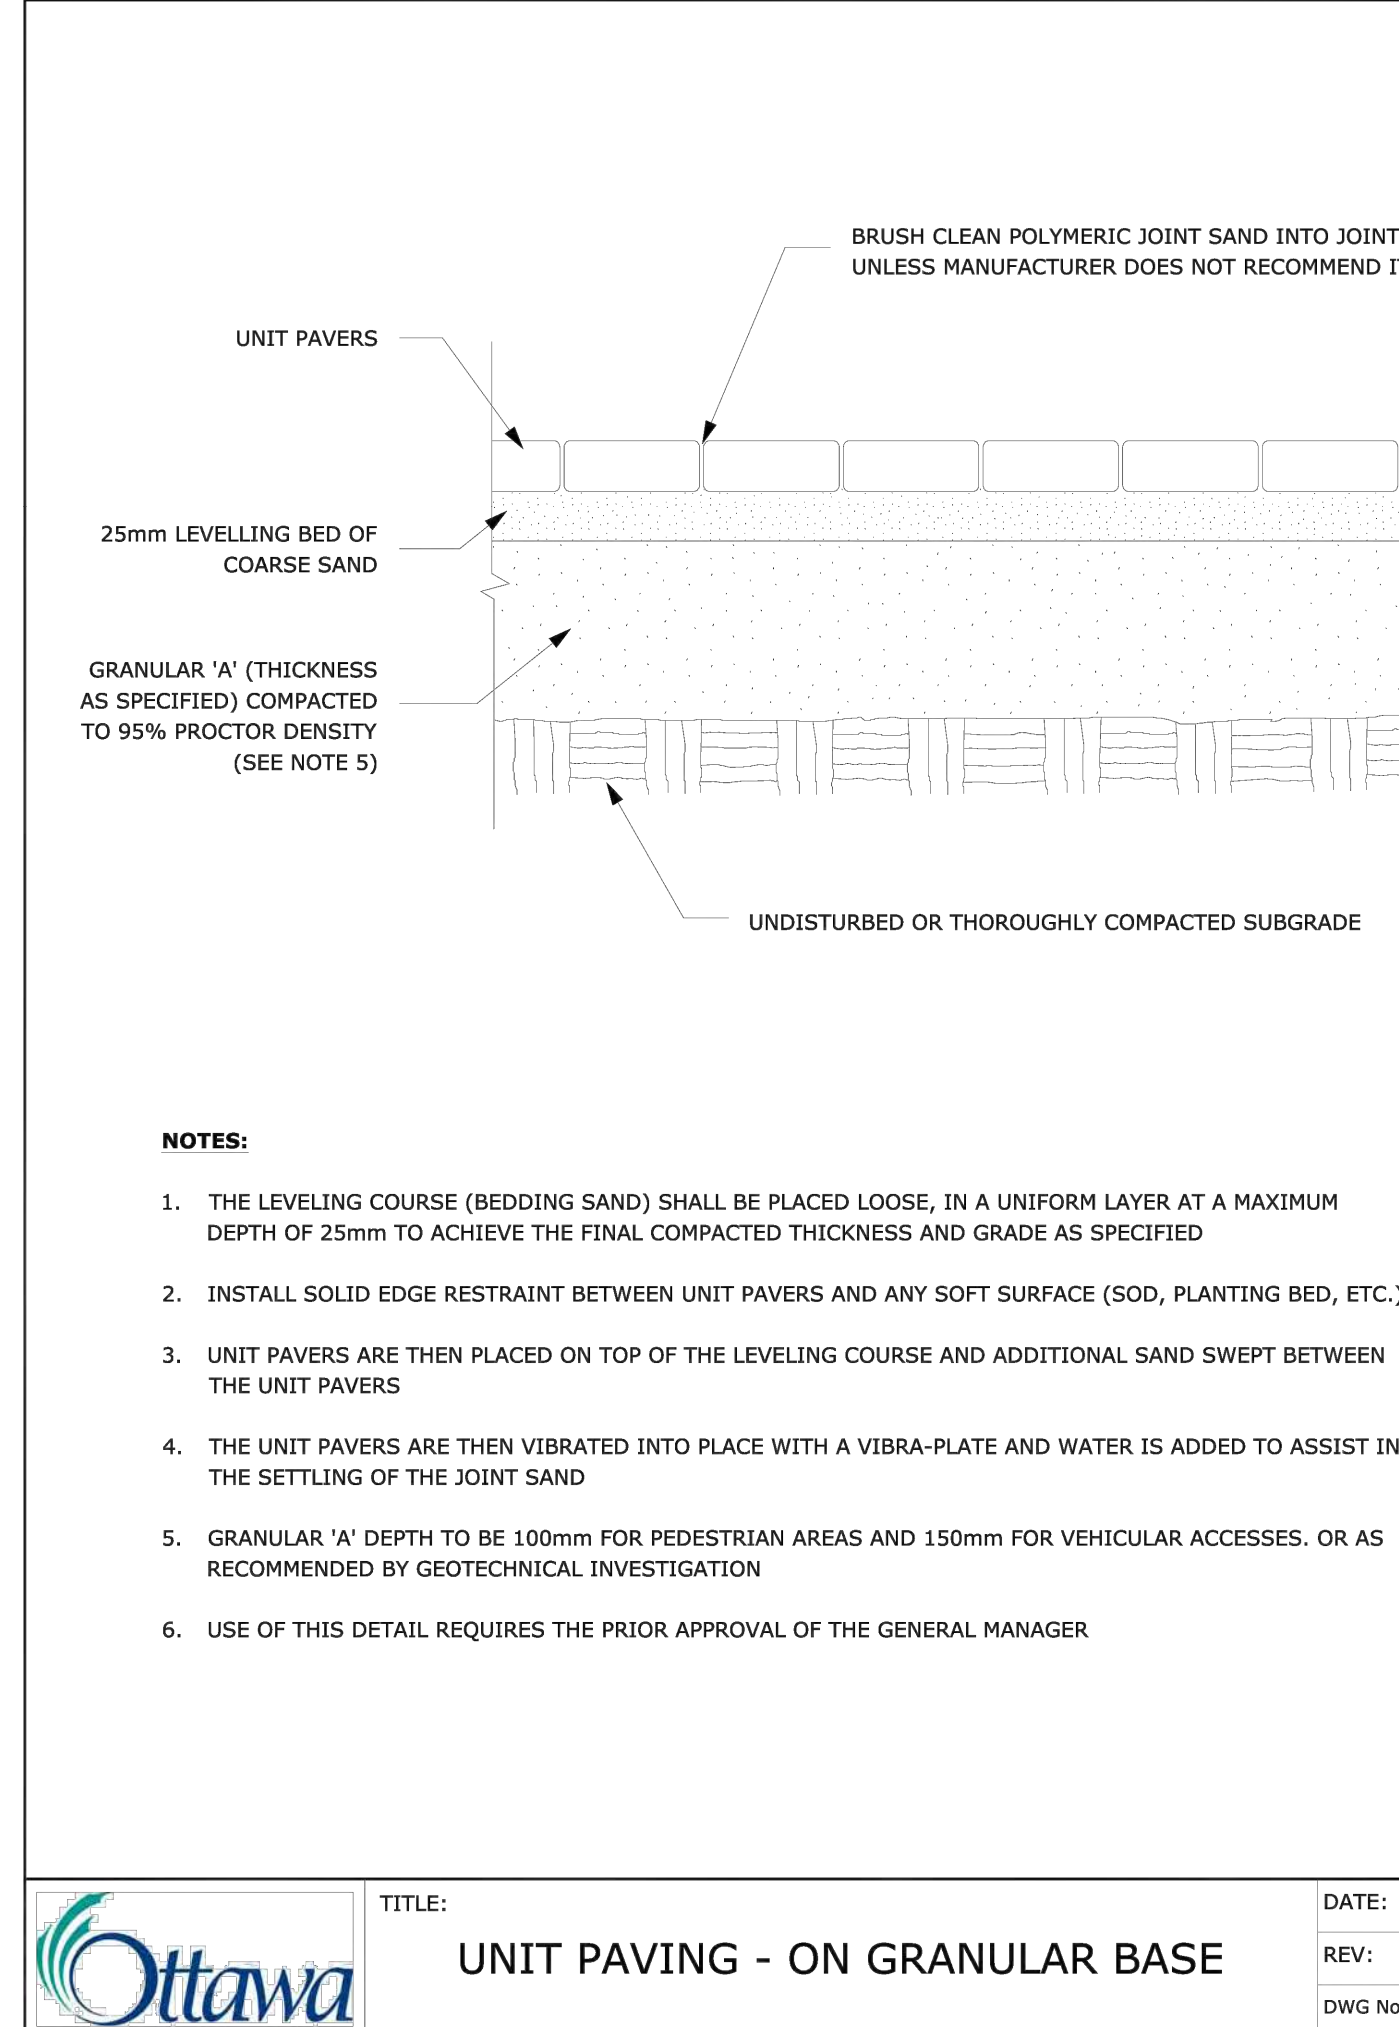 BRUSH CLEAN POLYMERIC JOINT SAND INTO JOINT
UNLESS MANUFACTURER DOES NOT RECOMMEND
UNIT PAVERS
25mm LEVELLING BED OF
COARSE SAND
GRANULAR 'A' (THICKNESS
AS SPECIFIED) COMPACTED
TO 95% PROCTOR DENSITY
(SEE NOTE 5)
UNDISTURBED OR THOROUGHLY COMPACTED SUBGRADE
NOTES:
1. THE LEVELING COURSE (BEDDING SAND) SHALL BE PLACED LOOSE, IN A UNIFORM LAYER AT A MAXIMUM
DEPTH OF 25mm TO ACHIEVE THE FINAL COMPACTED THICKNESS AND GRADE AS SPECIFIED
2. INSTALL SOLID EDGE RESTRAINT BETWEEN UNIT PAVERS AND ANY SOFT SURFACE (SOD, PLANTING BED, ETC.)
3. UNIT PAVERS ARE THEN PLACED ON TOP OF THE LEVELING COURSE AND ADDITIONAL SAND SWEPT BETWEEN
THE UNIT PAVERS
4. THE UNIT PAVERS ARE THEN VIBRATED INTO PLACE WITH A VIBRA-PLATE AND WATER IS ADDED TO ASSIST IN
THE SETTLING OF THE JOINT SAND
5. GRANULAR 'A' DEPTH TO BE 100mm FOR PEDESTRIAN AREAS AND 150mm FOR VEHICULAR ACCESSES. OR AS
RECOMMENDED BY GEOTECHNICAL INVESTIGATION
6. USE OF THIS DETAIL REQUIRES THE PRIOR APPROVAL OF THE GENERAL MANAGER
Ottawa
TITLE:
UNIT PAVING - ON GRANULAR BASE
DATE:
REV:
DWG No